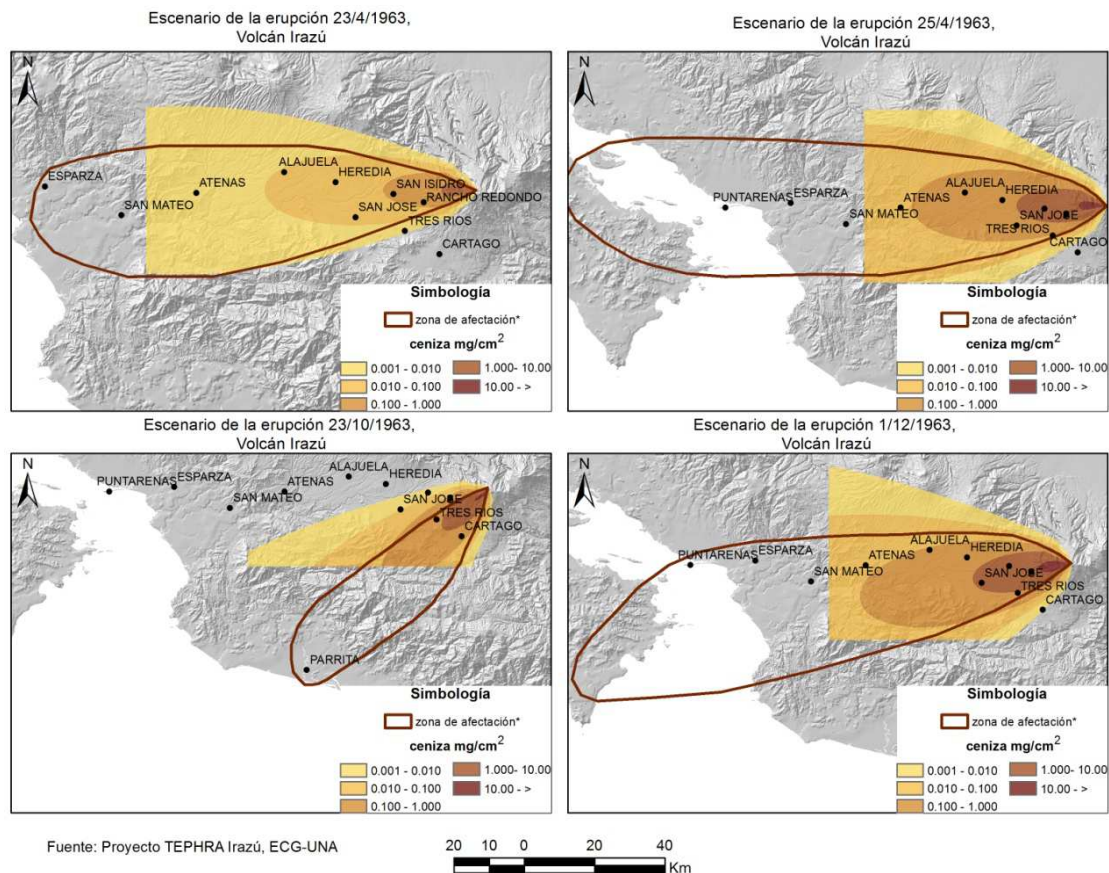 Escenario de la erupción 23/4/1963,
Volcán Irazú
N
ESPARZA
SAN MATEO
ATENAS
ALAJUELA
HEREDIA
SAN ISIDRO
RANCHO REDONDO
SAN JOSE
TRES RIOS
CARTAGO
Simbología
zona de afectación*
ceniza mg/cm2
0.001 - 0.010
1.000- 10.00
0.010 - 0.100
10.00 - >
0.100 - 1.000
Escenario de la erupción 25/4/1963,
Volcán Irazú
N
PUNTARENAS
ESPARZA
SAN MATEO
ATENAS
ALAJUELA
HEREDIA
SAN JOSE
TRES RIOS
CARTAGO
Simbología
zona de afectación*
ceniza mg/cm2
0.001 - 0.010
1.000- 10.00
0.010 - 0.100
10.00 - >
0.100 - 1.000
Escenario de la erupción 23/10/1963,
Volcán Irazú
N
PUNTARENAS
ESPARZA
SAN MATEO
ATENAS
ALAJUELA
HEREDIA
SAN JOSE
TRES RIOS
CARTAGO
PARRITA
Simbología
zona de afectación*
ceniza mg/cm2
0.001 - 0.010
1.000- 10.00
0.010 - 0.100
10.00 - >
0.100 - 1.000
Escenario de la erupción 1/12/1963,
Volcán Irazú
N
PUNTARENAS
ESPARZA
SAN MATEO
ATENAS
ALAJUELA
HEREDIA
SAN JOSE
TRES RIOS
CARTAGO
Simbología
zona de afectación*
ceniza mg/cm2
0.001 - 0.010
1.000- 10.00
0.010 - 0.100
10.00 - >
0.100 - 1.000
Fuente: Proyecto TEPHRA Irazú, ECG-UNA
20 10 0 20 40
Km